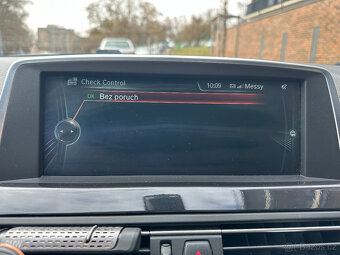 Check Control
10:09 Messy
OK Bez poruch